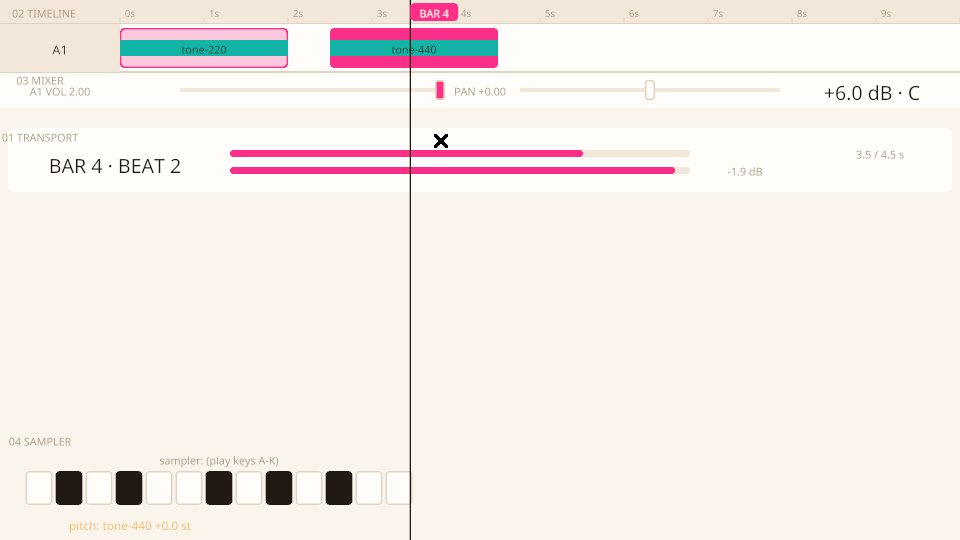 02 TIMELINE 0s 1s 2s 3s BAR 4 4s 5s 6s 7s 8s 9s
A1 tone-220 tone-440
03 MIXER
A1 VOL 2.00 PAN +0.00 +6.0 dB · C
01 TRANSPORT
BAR 4 · BEAT 2 3.5 / 4.5 s
-1.9 dB
04 SAMPLER
sampler: (play keys A-K)
pitch: tone-440 +0.0 st